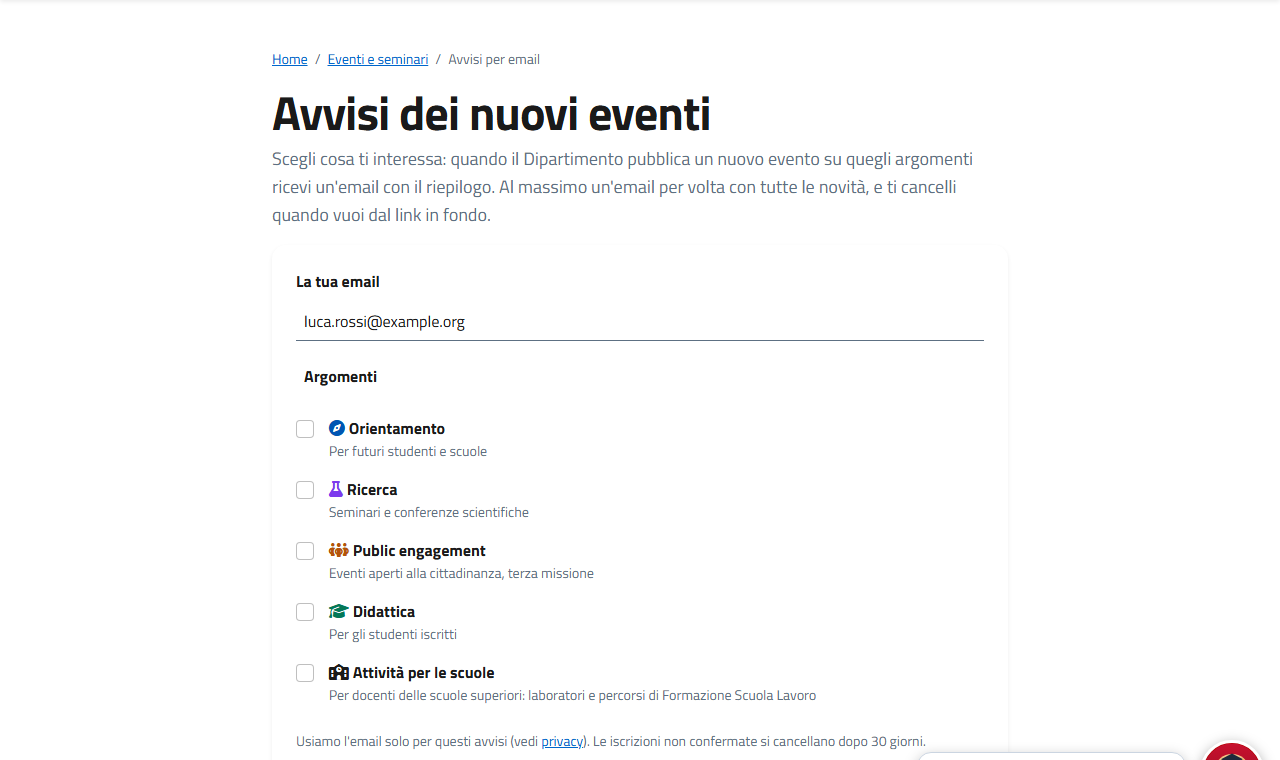 Home / Eventi e seminari / Avvisi per email
Avvisi dei nuovi eventi
Scegli cosa ti interessa: quando il Dipartimento pubblica un nuovo evento su quegli argomenti
ricevi un'email con il riepilogo. Al massimo un'email per volta con tutte le novità, e ti cancelli
quando vuoi dal link in fondo.
La tua email
luca.rossi@example.org
Argomenti
Orientamento
Per futuri studenti e scuole
Ricerca
Seminari e conferenze scientifiche
Public engagement
Eventi aperti alla cittadinanza, terza missione
Didattica
Per gli studenti iscritti
Attività per le scuole
Per docenti delle scuole superiori: laboratori e percorsi di Formazione Scuola Lavoro
Usiamo l'email solo per questi avvisi (vedi privacy). Le iscrizioni non confermate si cancellano dopo 30 giorni.